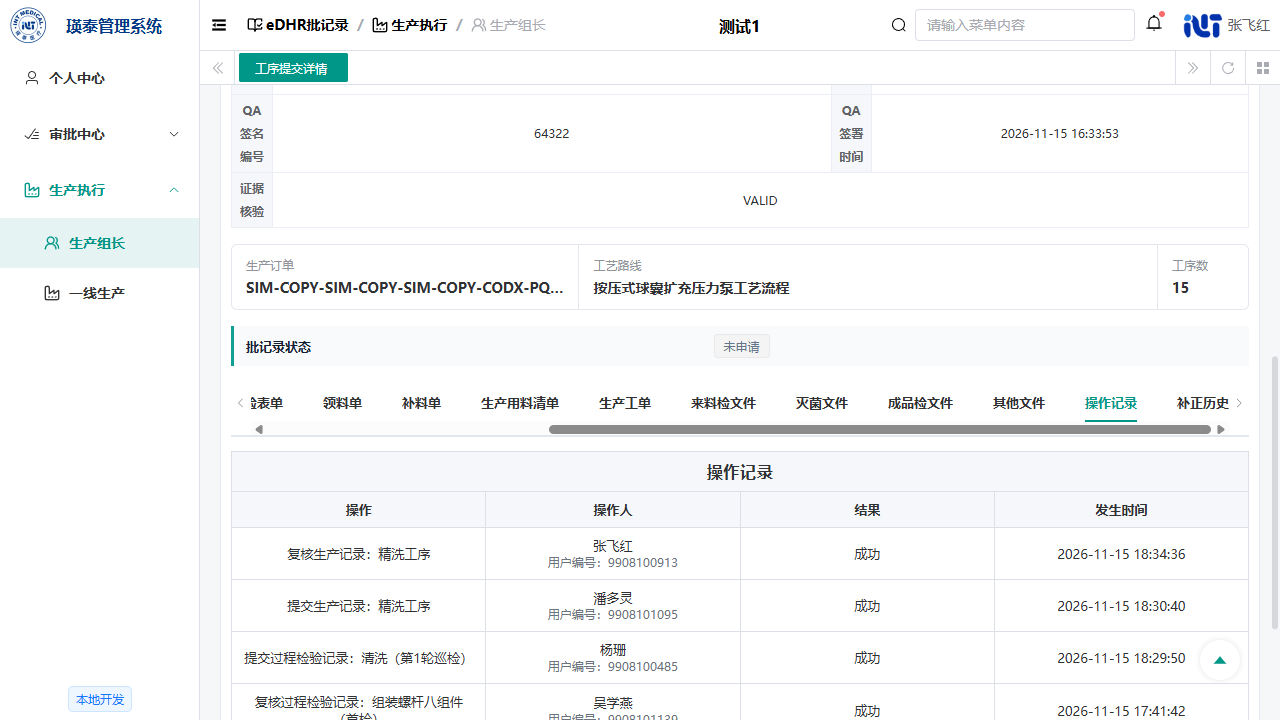 瑛泰管理系统
eDHR批记录 / 生产执行 / 生产组长
测试1
请输入菜单内容
张飞红
个人中心
审批中心
生产执行
生产组长
一线生产
本地开发
工序提交详情
QA签名编号
64322
QA签署时间
2026-11-15 16:33:53
证据核验
VALID
生产订单
SIM-COPY-SIM-COPY-SIM-COPY-CODX-PQ...
工艺路线
按压式球囊扩充压力泵工艺流程
工序数
15
批记录状态
未申请
表单 领料单 补料单 生产用料清单 生产工单 来料检文件 灭菌文件 成品检文件 其他文件 操作记录 补正历史
操作记录
操作 操作人 结果 发生时间
复核生产记录：精洗工序 张飞红 用户编号：9908100913 成功 2026-11-15 18:34:36
提交生产记录：精洗工序 潘多灵 用户编号：9908101095 成功 2026-11-15 18:30:40
提交过程检验记录：清洗（第1轮巡检） 杨珊 用户编号：9908100485 成功 2026-11-15 18:29:50
复核过程检验记录：组装螺杆八组件（首检） 吴学燕 用户编号：9908101139 成功 2026-11-15 17:41:42